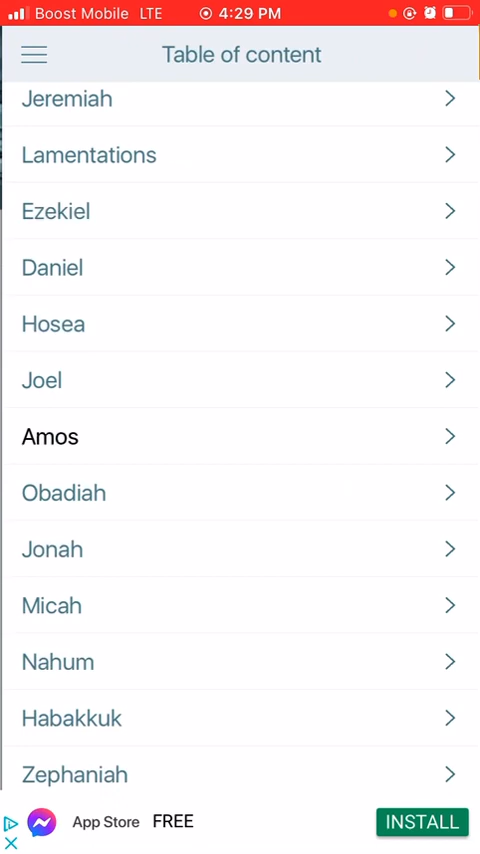 Boost Mobile LTE 4:29 PM
Table of content
Jeremiah
Lamentations
Ezekiel
Daniel
Hosea
Joel
Amos
Obadiah
Jonah
Micah
Nahum
Habakkuk
Zephaniah
App Store FREE INSTALL